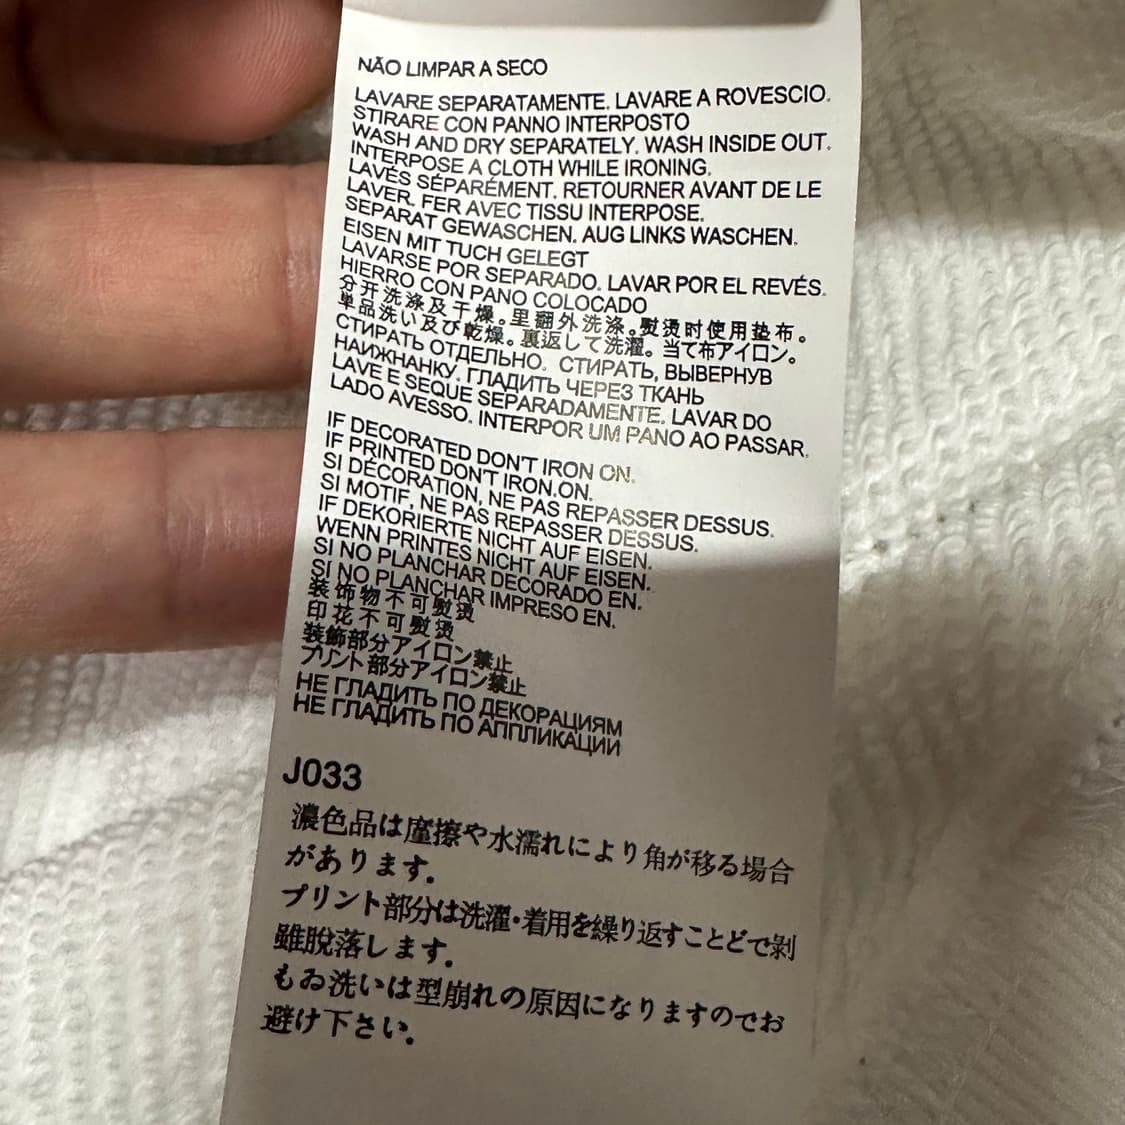 NÃO LIMPAR A SECO
LAVARE SEPARATAMENTE. LAVARE A ROVESCIO.
STIRARE CON PANNO INTERPOSTO
WASH AND DRY SEPARATELY. WASH INSIDE OUT.
INTERPOSE A CLOTH WHILE IRONING.
LAVÉS SÉPARÉMENT. RETOURNER AVANT DE LE
LAVER. FER AVEC TISSU INTERPOSE.
SEPARAT GEWASCHEN. AUG LINKS WASCHEN.
EISEN MIT TUCH GELEGT
LAVARSE POR SEPARADO. LAVAR POR EL REVÉS.
HIERRO CON PANO COLOCADO
分开洗涤及干燥。里翻外洗涤。熨烫时使用垫布。
単品洗い及び乾燥。裏返して洗濯。当て布アイロン。
СТИРАТЬ ОТДЕЛЬНО. СТИРАТЬ, ВЫВЕРНУВ
НАИЖНАНКУ. ГЛАДИТЬ ЧЕРЕЗ ТКАНЬ
LAVE E SEQUE SEPARADAMENTE. LAVAR DO
LADO AVESSO. INTERPOR UM PANO AO PASSAR.
IF DECORATED DON'T IRON ON.
IF PRINTED DON'T IRON.ON.
SI DÉCORATION, NE PAS REPASSER DESSUS.
SI MOTIF, NE PAS REPASSER DESSUS.
IF DEKORIERTE NICHT AUF EISEN.
WENN PRINTES NICHT AUF EISEN.
SI NO PLANCHAR DECORADO EN.
SI NO PLANCHAR IMPRESO EN.
装饰物不可熨烫
印花不可熨烫
装飾部分アイロン禁止
プリント部分アイロン禁止
НЕ ГЛАДИТЬ ПО ДЕКОРАЦИЯМ
НЕ ГЛАДИТЬ ПО АППЛИКАЦИИ
J033
濃色品は摩擦や水濡れにより角が移る場合
があります.
プリント部分は洗濯・着用を繰り返すことどで剥
雖脱落します.
もゐ洗いは型崩れの原因になりますのでお
避け下さい.